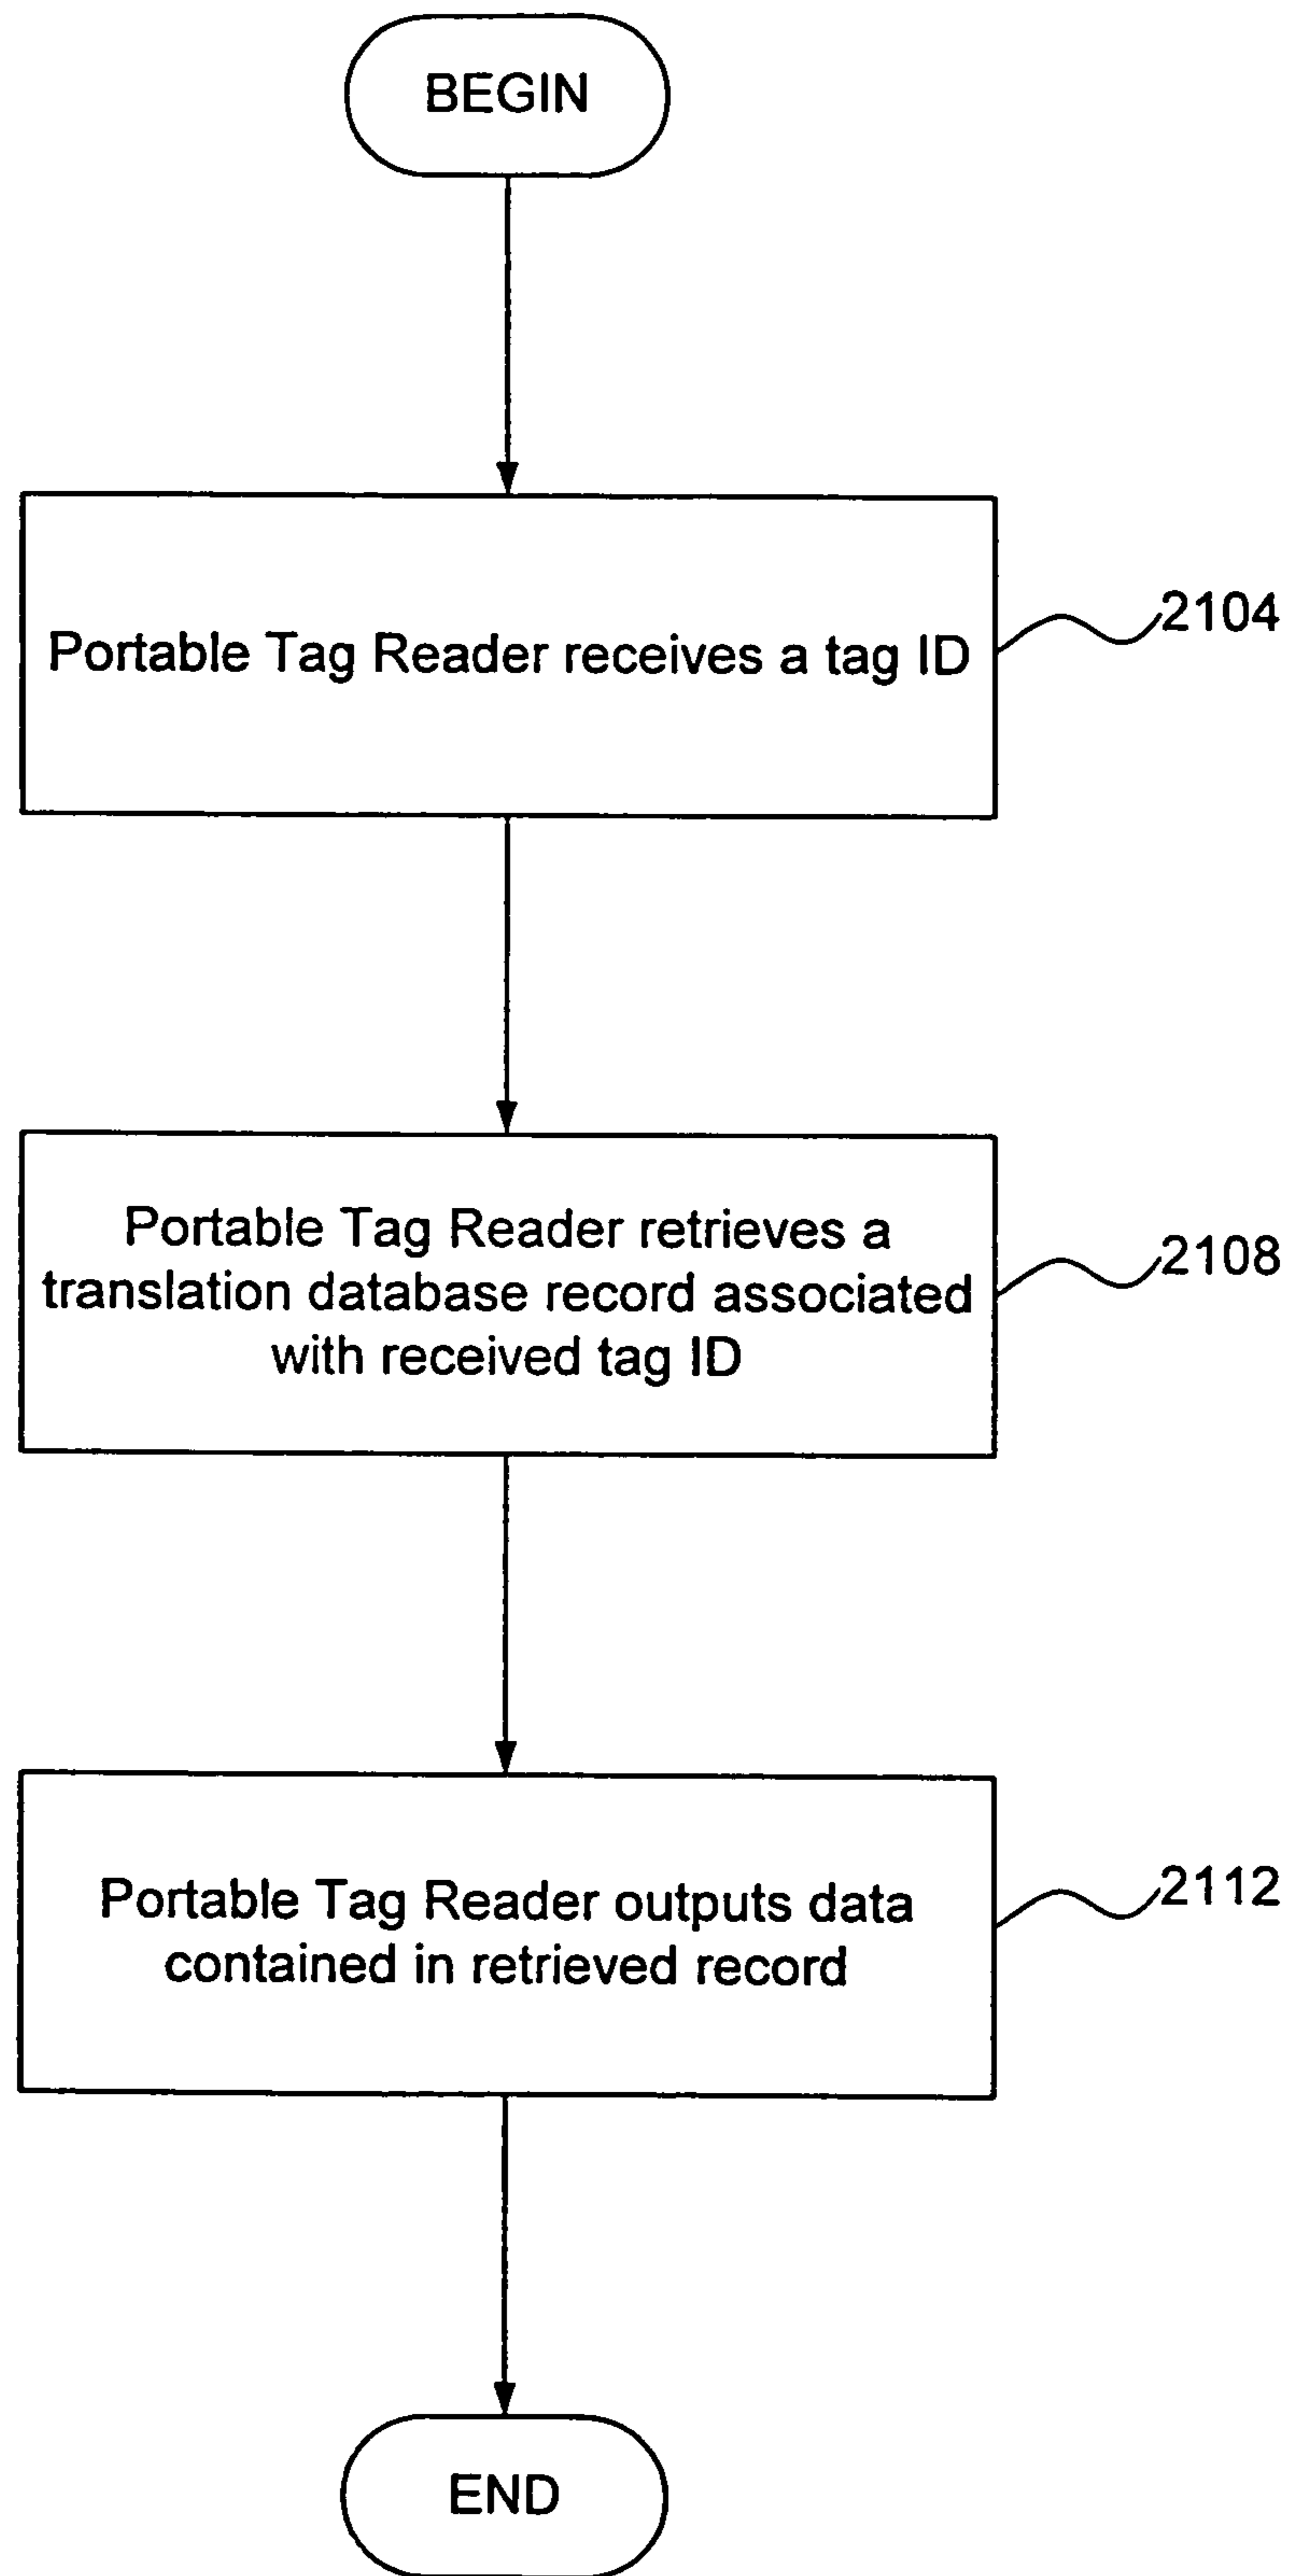 BEGIN
Portable Tag Reader receives a tag ID
2104
Portable Tag Reader retrieves a
translation database record associated
with received tag ID
2108
Portable Tag Reader outputs data
contained in retrieved record
2112
END